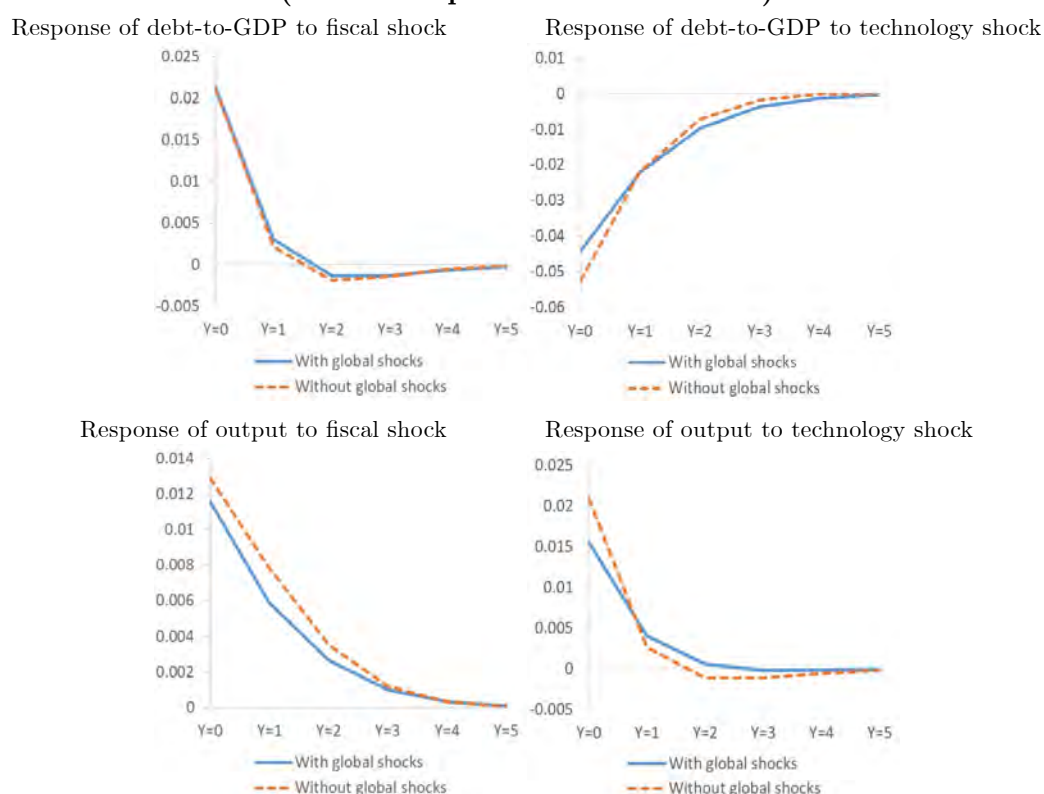 Response of debt-to-GDP to fiscal shock
0.025
0.02
0.015
0.01
0.005
0
-0.005
Y=0 Y=1 Y=2 Y=3 Y=4 Y=5
With global shocks
Without global shocks
Response of debt-to-GDP to technology shock
0.01
0
-0.01
-0.02
-0.03
-0.04
-0.05
-0.06
Y=0 Y=1 Y=2 Y=3 Y=4 Y=5
With global shocks
Without global shocks
Response of output to fiscal shock
0.014
0.012
0.01
0.008
0.006
0.004
0.002
0
Y=0 Y=1 Y=2 Y=3 Y=4 Y=5
With global shocks
Without global shocks
Response of output to technology shock
0.025
0.02
0.015
0.01
0.005
0
-0.005
Y=0 Y=1 Y=2 Y=3 Y=4 Y=5
With global shocks
Without global shocks